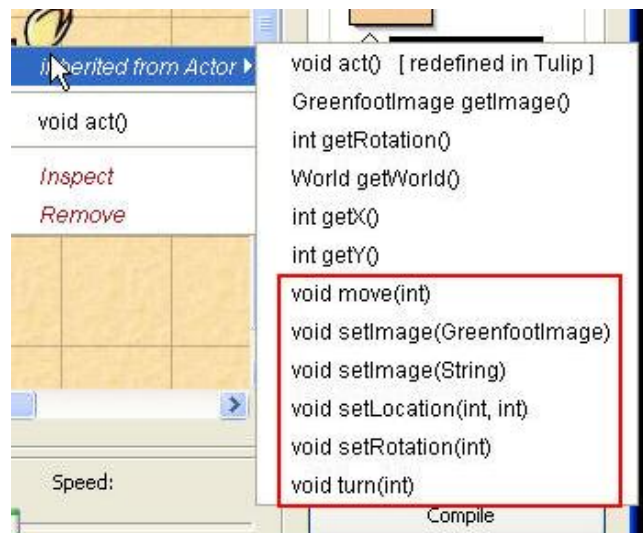 inherited from Actor
void act()
Inspect
Remove
void act() [ redefined in Tulip ]
GreenfootImage getImage()
int getRotation()
World getWorld()
int getX()
int getY()
void move(int)
void setImage(GreenfootImage)
void setImage(String)
void setLocation(int, int)
void setRotation(int)
void turn(int)
Speed:
Compile